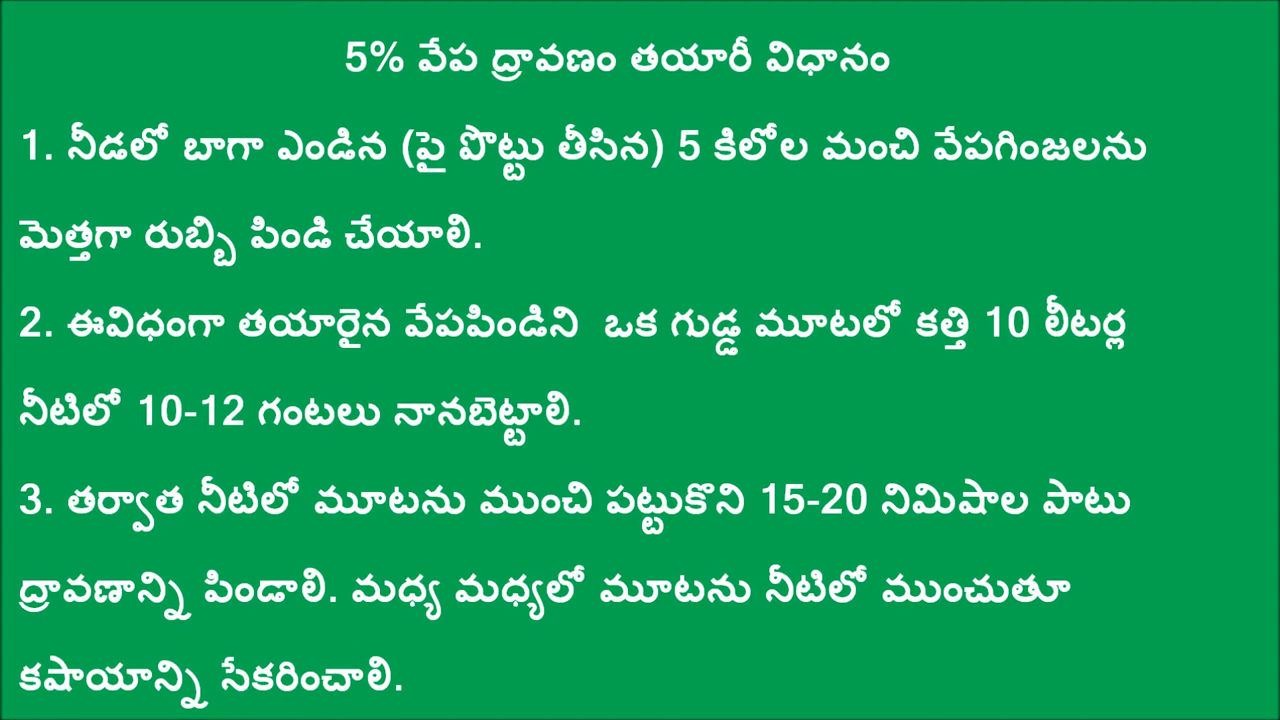 5% వేప ద్రావణం తయారీ విధానం
1. నీడలో బాగా ఎండిన (పై పొట్టు తీసిన) 5 కిలోల మంచి వేపగింజలను
మెత్తగా రుబ్బి పిండి చేయాలి.
2. ఈవిధంగా తయారైన వేపపిండిని ఒక గుడ్డ మూటలో కత్తి 10 లీటర్ల
నీటిలో 10-12 గంటలు నానబెట్టాలి.
3. తర్వాత నీటిలో మూటను ముంచి పట్టుకొని 15-20 నిమిషాల పాటు
ద్రావణాన్ని పిండాలి. మధ్య మధ్యలో మూటను నీటిలో ముంచుతూ
కషాయాన్ని సేకరించాలి.